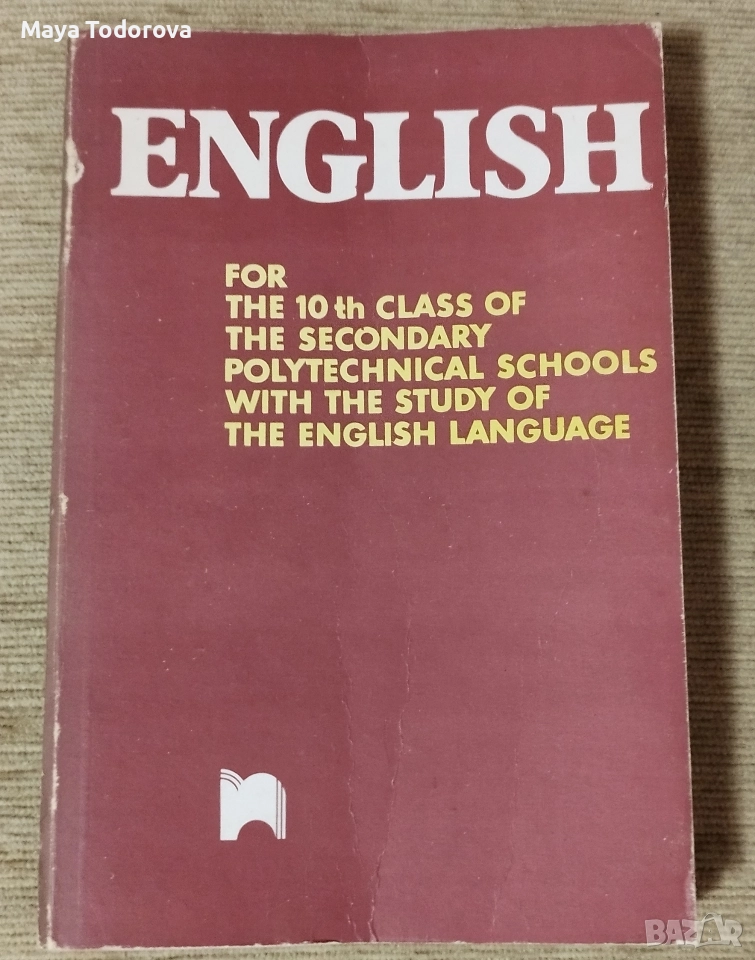 Maya Todorova
ENGLISH
FOR
THE 10 th CLASS OF
THE SECONDARY
POLYTECHNICAL SCHOOLS
WITH THE STUDY OF
THE ENGLISH LANGUAGE
BAZAR